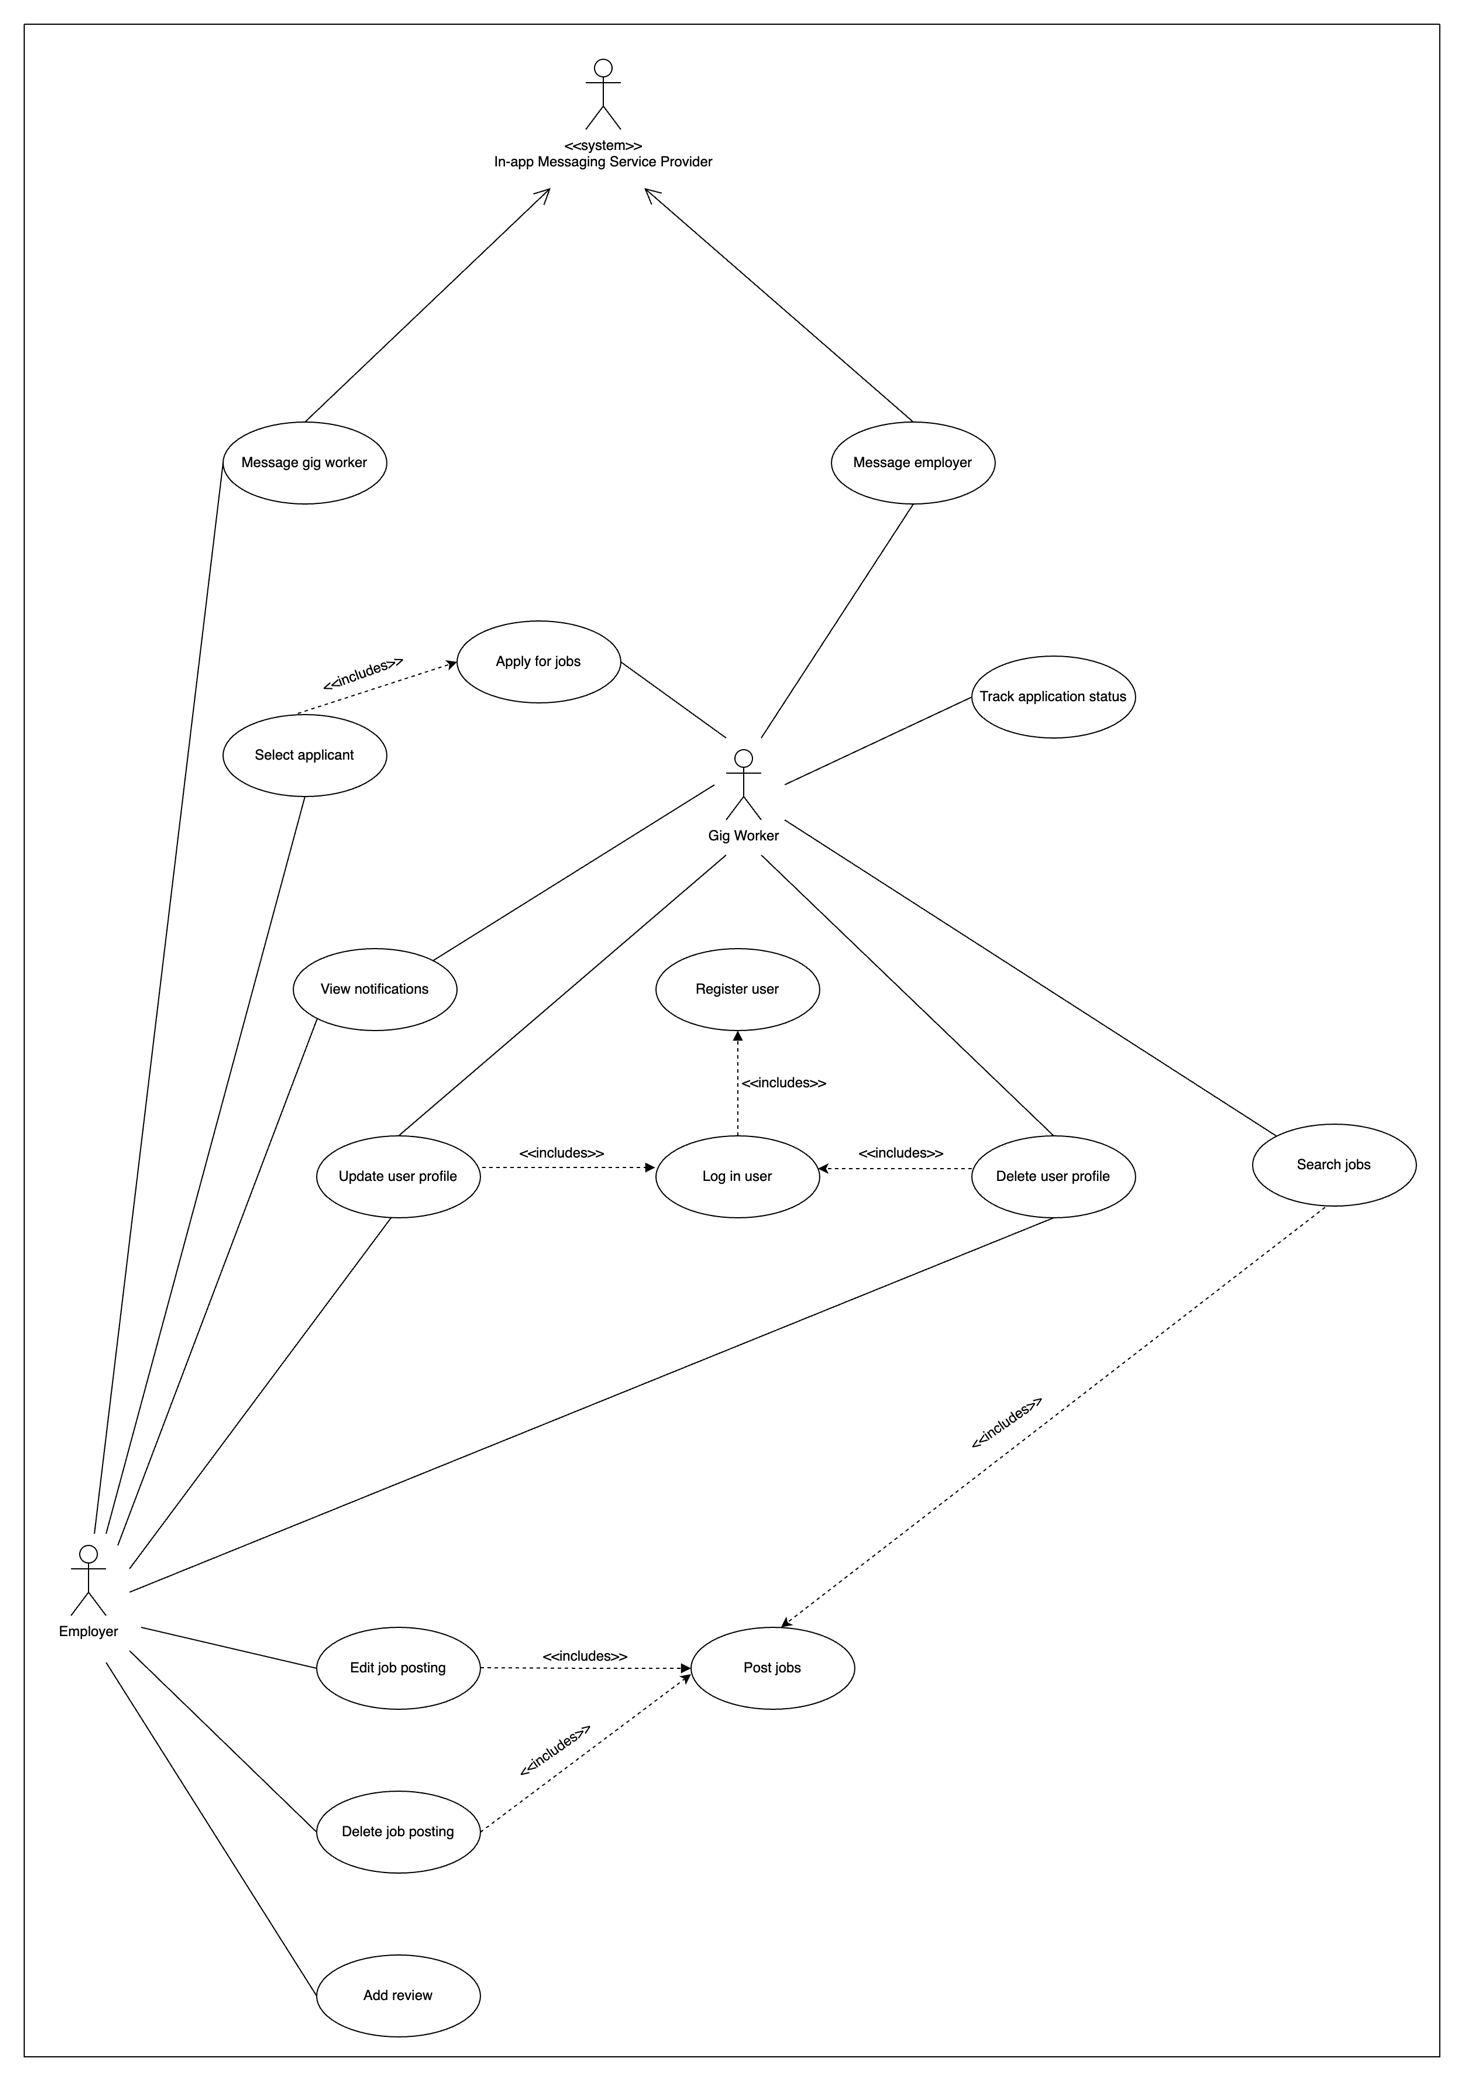 <<system>>
In-app Messaging Service Provider
Message gig worker
Message employer
<<includes>>
Apply for jobs
Track application status
Select applicant
Gig Worker
View notifications
Register user
<<includes>>
<<includes>>
<<includes>>
Update user profile
Log in user
Delete user profile
Search jobs
<<includes>>
Employer
<<includes>>
Edit job posting
Post jobs
<<includes>>
Delete job posting
Add review